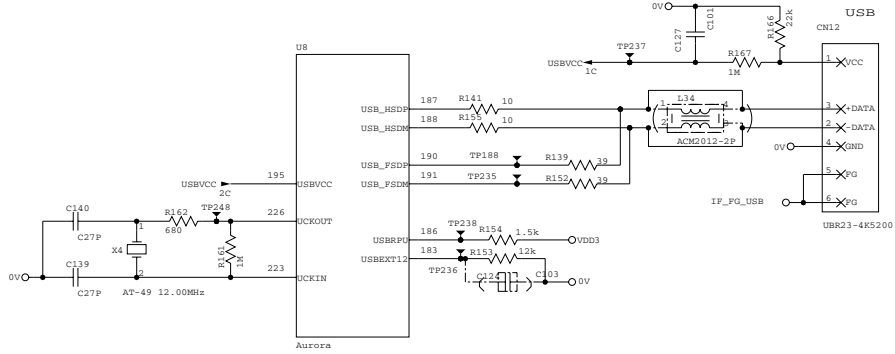 USB
CN12
0V
C127
C101
R166
22k
TP237
USBVCC
1C
R167
1M
1
VCC
U8
USB_HSDP
187
R141
10
USB_HSDM
188
R155
10
L34
1
4
2
3
ACM2012-2P
3
+DATA
2
-DATA
0V
4
GND
USB_FSDP
190
TP188
R139
39
USB_FSDM
191
TP235
R152
39
5
FG
IF_FG_USB
6
FG
UBR23-4K5200
USBVCC
2C
195
USBVCC
C140
C27P
1
R162
680
TP248
226
UCKOUT
X4
R161
1M
0V
C139
C27P
2
AT-49 12.00MHz
223
UCKIN
USBRPU
186
TP238
R154
1.5k
VDD3
USBEXT12
183
TP236
R153
12k
C124
C103
0V
Aurora